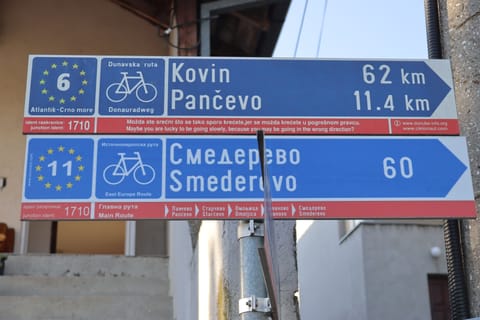 6
Atlantik-Crno more
Dunavska ruta
Donauradweg
Kovin 62 km
Pančevo 11.4 km
ident raskrsnice:
junction ident: 1710
Možda ste srećni što se tako sporo krećete, jer se možda krećete u pogrešnom pravcu.
Maybe you are lucky to be going slowly, because you may be going in the wrong direction.
www.danube-info.org
www.ciklonaut.com
11
Источноевропска рута
East Europe Route
Смедерево
Smederevo
60
1710
Главна рута
Main Route
Панчево
Pančevo
Старчево
Starčevo
Омољица
Omoljica
Смедерево
Smederevo